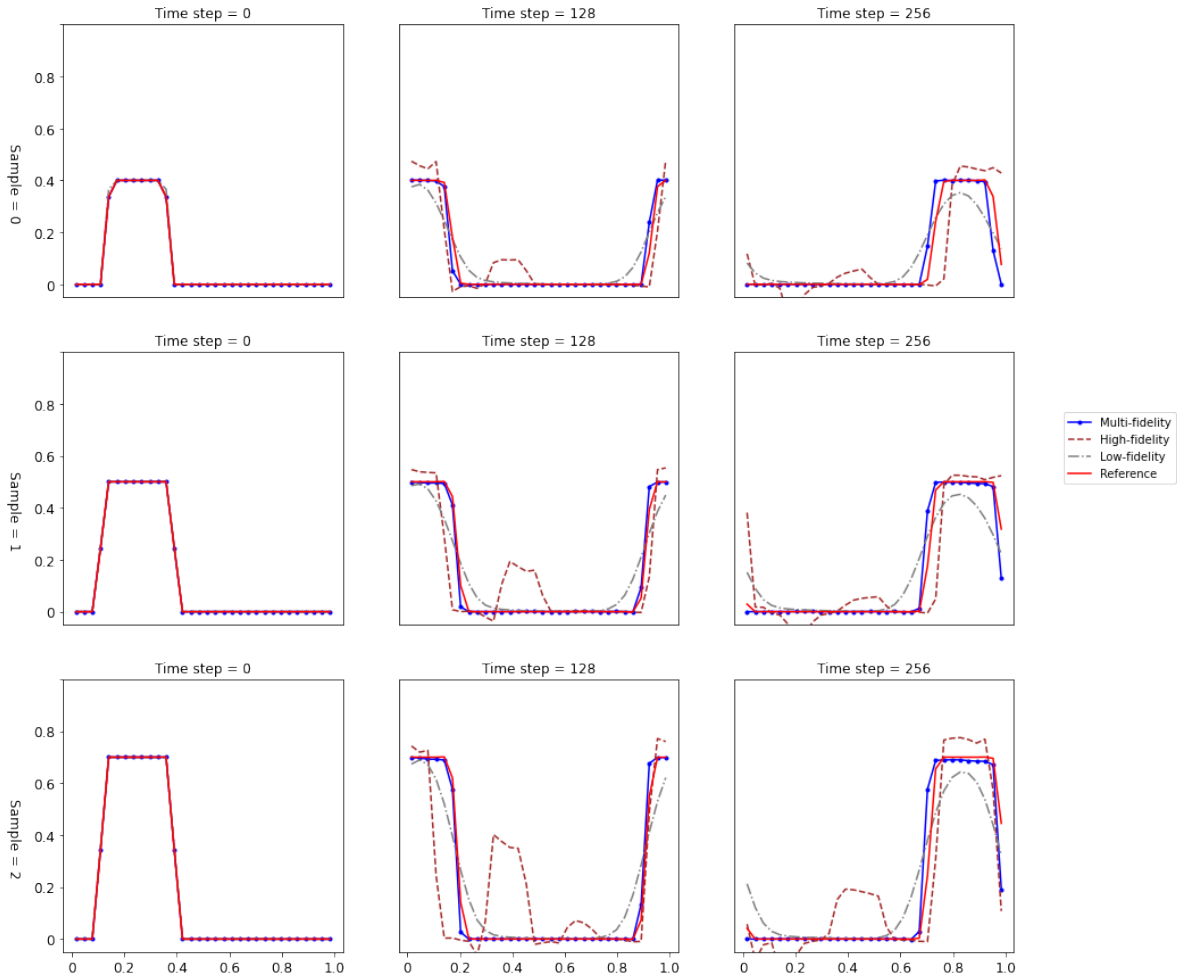 Time step = 0
Time step = 128
Time step = 256
0.8
0.6
0.4
0.2
0
Sample = 0
Time step = 0
Time step = 128
Time step = 256
0.8
0.6
0.4
0.2
0
Sample = 1
Multi-fidelity
High-fidelity
Low-fidelity
Reference
Time step = 0
Time step = 128
Time step = 256
0.8
0.6
0.4
0.2
0
Sample = 2
0 0.2 0.4 0.6 0.8 1.0
0 0.2 0.4 0.6 0.8 1.0
0 0.2 0.4 0.6 0.8 1.0